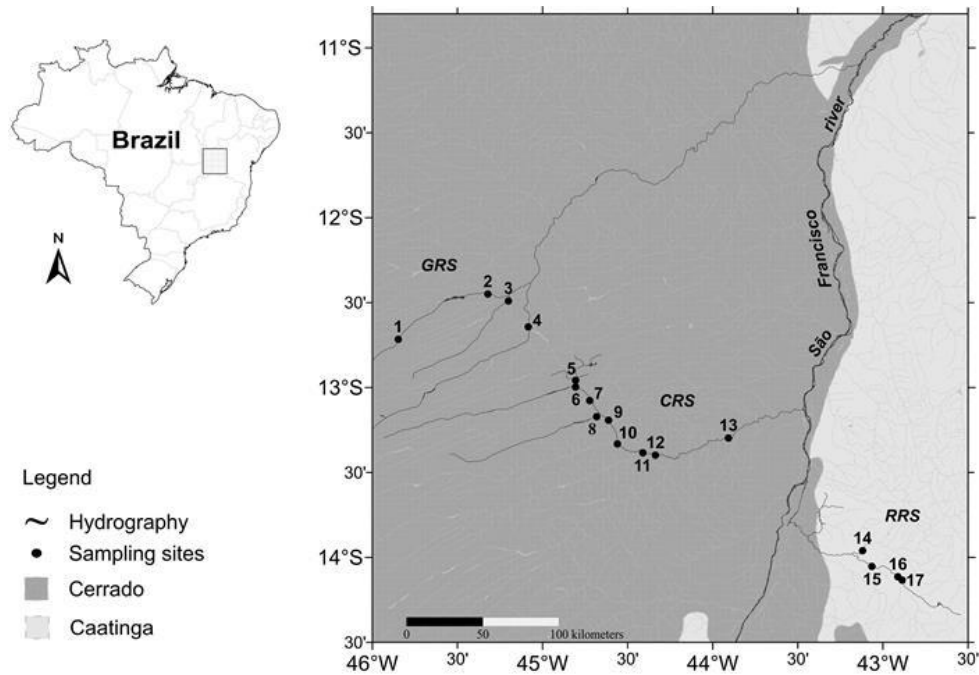 Brazil
N
Legend
Hydrography
Sampling sites
Cerrado
Caatinga
11°S
30'
12°S
30'
13°S
30'
14°S
30'
river
Francisco
São
GRS
1
2
3
4
5
6
7
8
9
10
11
12
13
CRS
RRS
14
15
16
17
0 50 100 kilometers
46°W 30' 45°W 30' 44°W 30' 43°W 30'